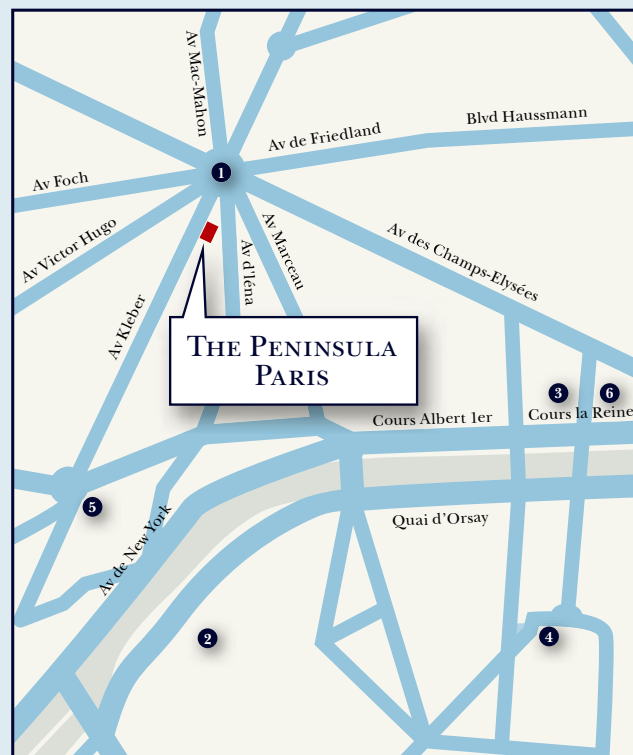 Av Mac-Mahon
Av de Friedland
Blvd Haussmann
1
Av Foch
Av Victor Hugo
Av d'Iéna
Av Marceau
Av des Champs-Elysées
Av Kleber
The Peninsula
Paris
3
6
Cours Albert 1er
Cours la Reine
5
Quai d'Orsay
Av de New York
2
4